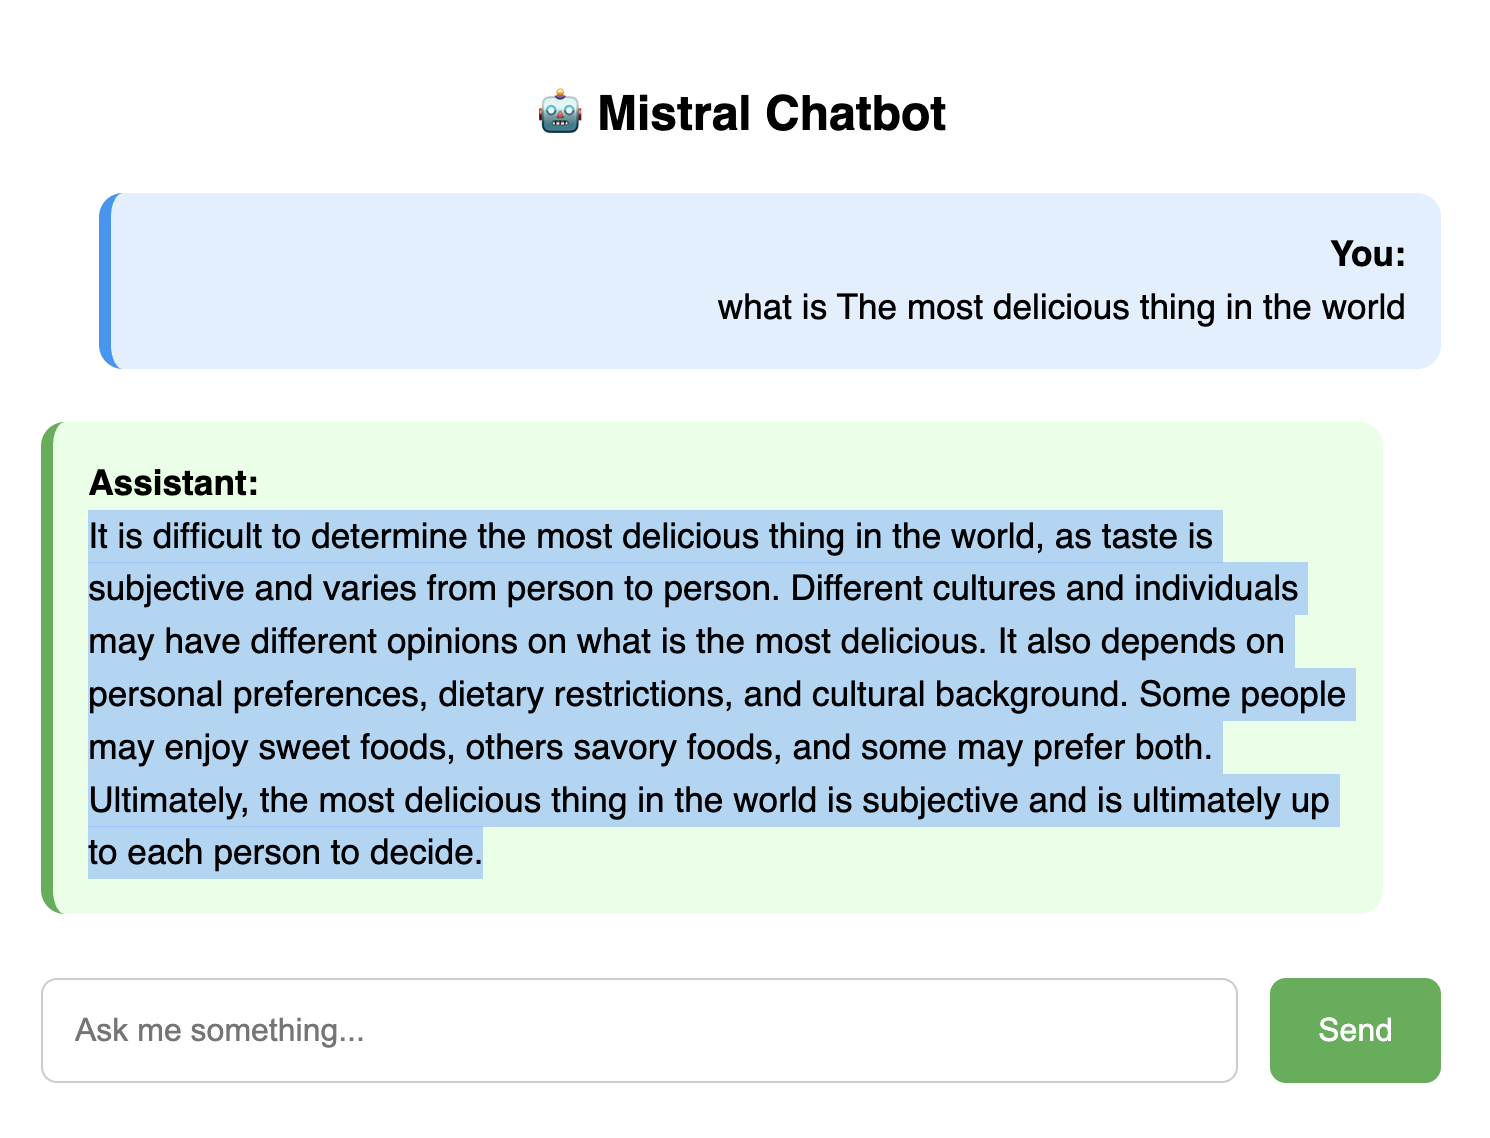 🤖 Mistral Chatbot
You:
what is The most delicious thing in the world
Assistant:
It is difficult to determine the most delicious thing in the world, as taste is
subjective and varies from person to person. Different cultures and individuals
may have different opinions on what is the most delicious. It also depends on
personal preferences, dietary restrictions, and cultural background. Some people
may enjoy sweet foods, others savory foods, and some may prefer both.
Ultimately, the most delicious thing in the world is subjective and is ultimately up
to each person to decide.
Ask me something...
Send